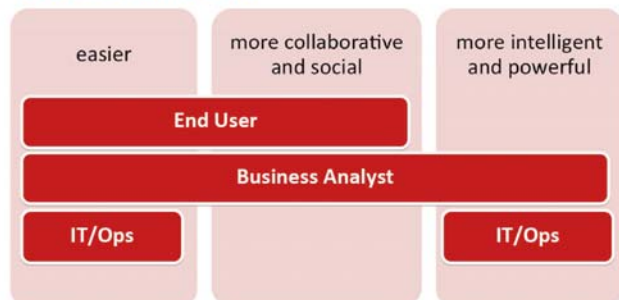 easier
more collaborative
and social
more intelligent
and powerful
End User
Business Analyst
IT/Ops
IT/Ops